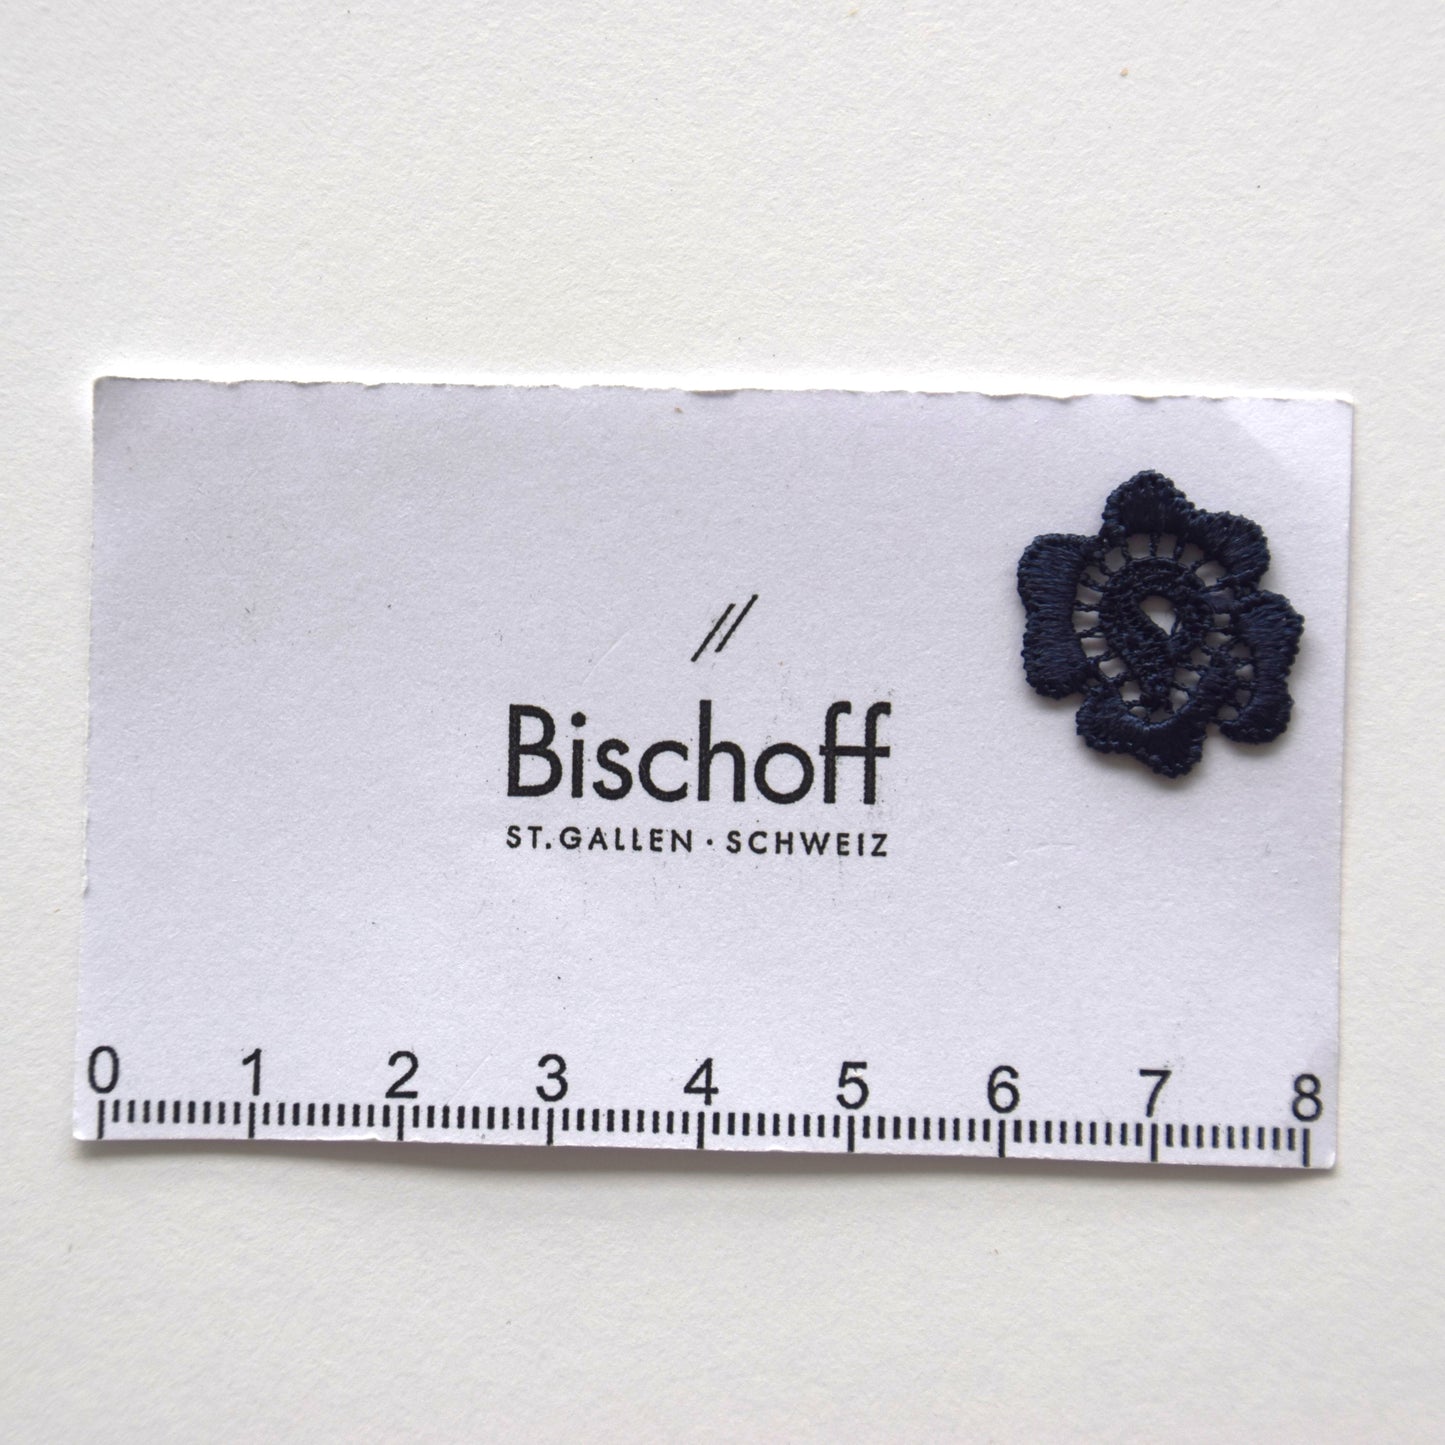 Bischoff
ST. GALLEN · SCHWEIZ
0 1 2 3 4 5 6 7 8